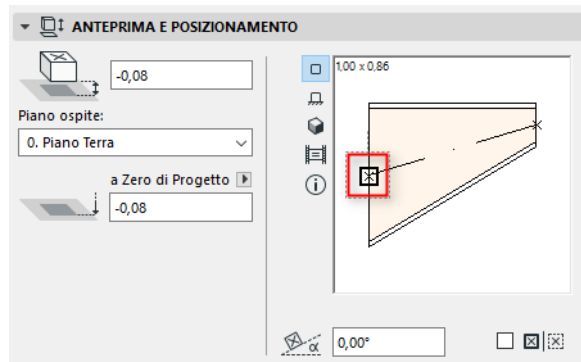 ANTEPRIMA E POSIZIONAMENTO
-0,08
Piano ospite:
0. Piano Terra
a Zero di Progetto
-0,08
1,00 x 0,86
α
0,00°